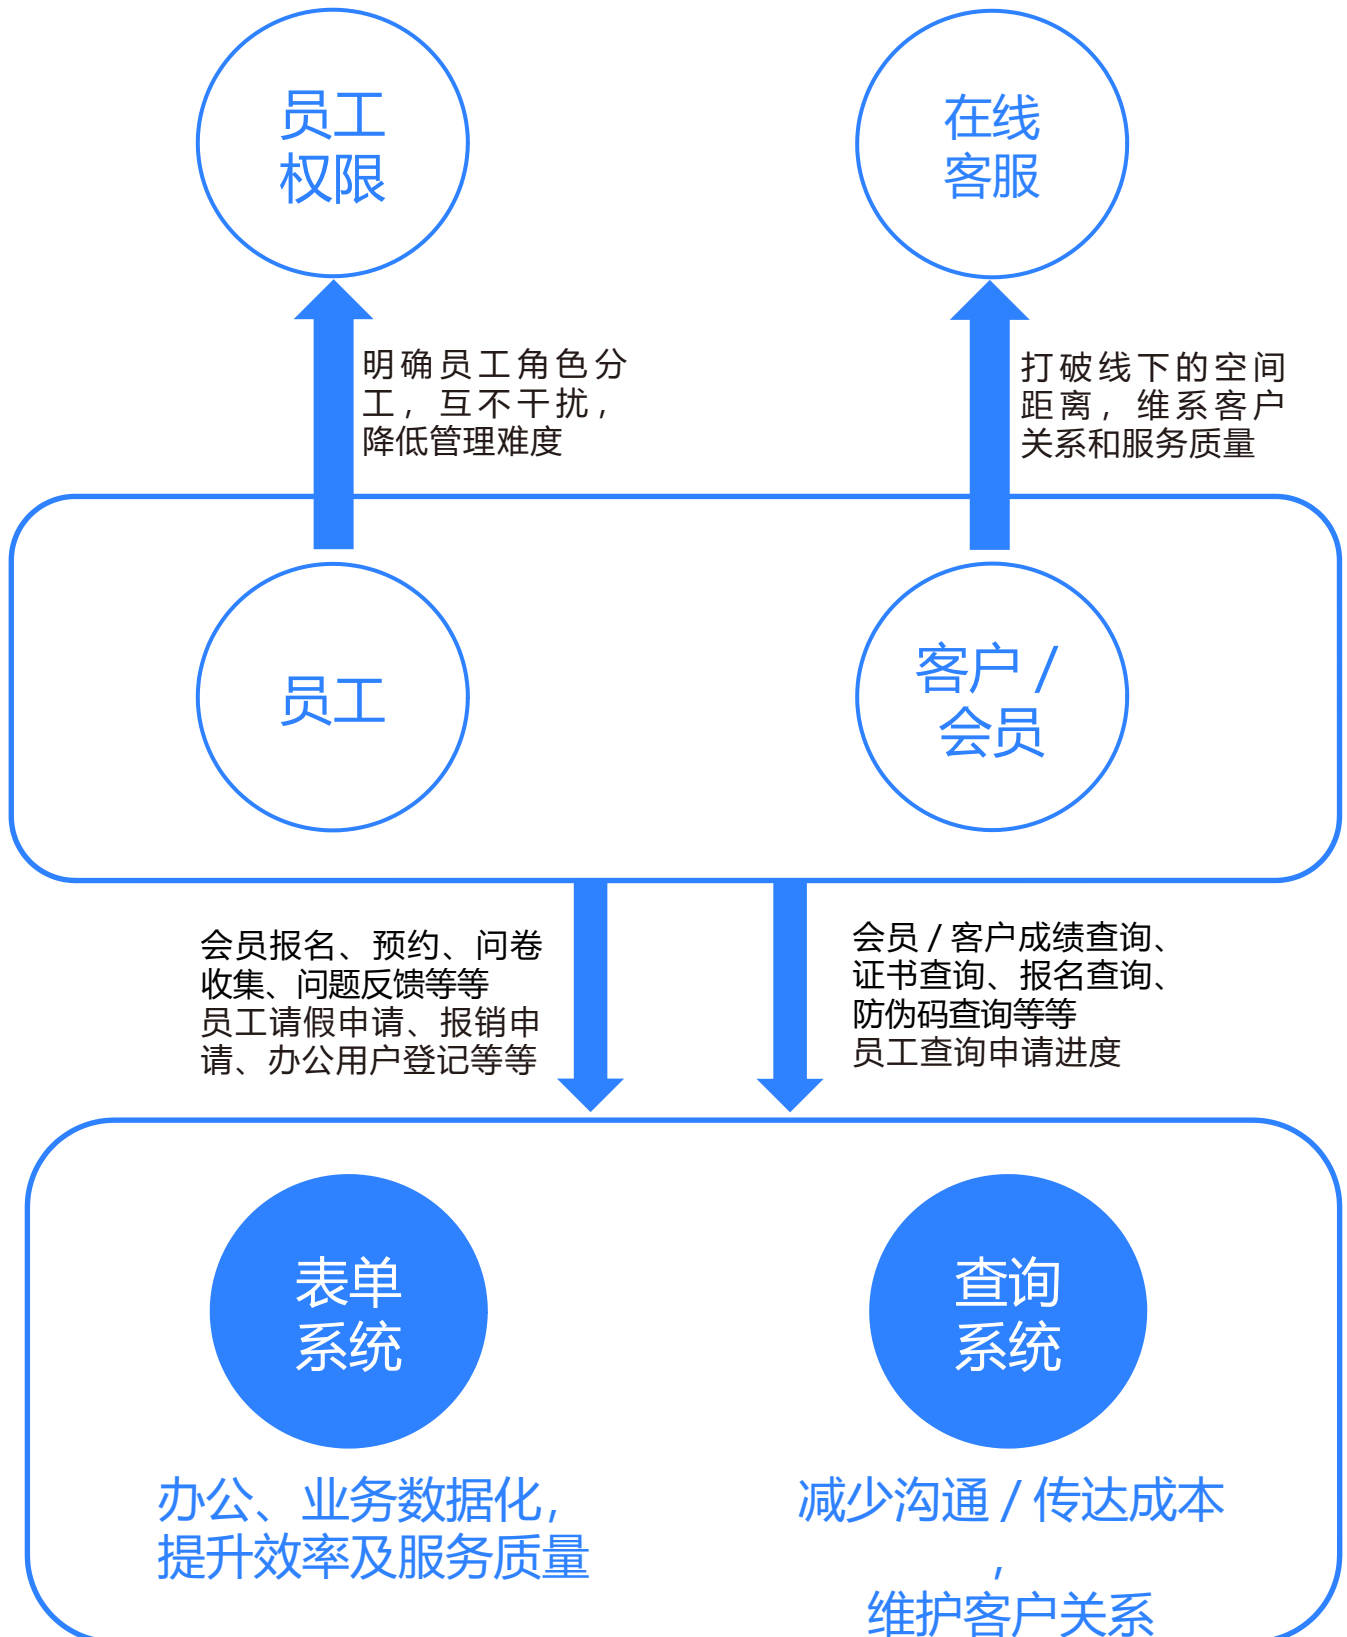 员工
权限
在线
客服
明确员工角色分
工，互不干扰，
降低管理难度
打破线下的空间
距离，维系客户
关系和服务质量
员工
客户/
会员
会员报名、预约、问卷
收集、问题反馈等等
员工请假申请、报销申
请、办公用户登记等等
会员/客户成绩查询、
证书查询、报名查询、
防伪码查询等等
员工查询申请进度
表单
系统
查询
系统
办公、业务数据化，
提升效率及服务质量
减少沟通/传达成本
，
维护客户关系